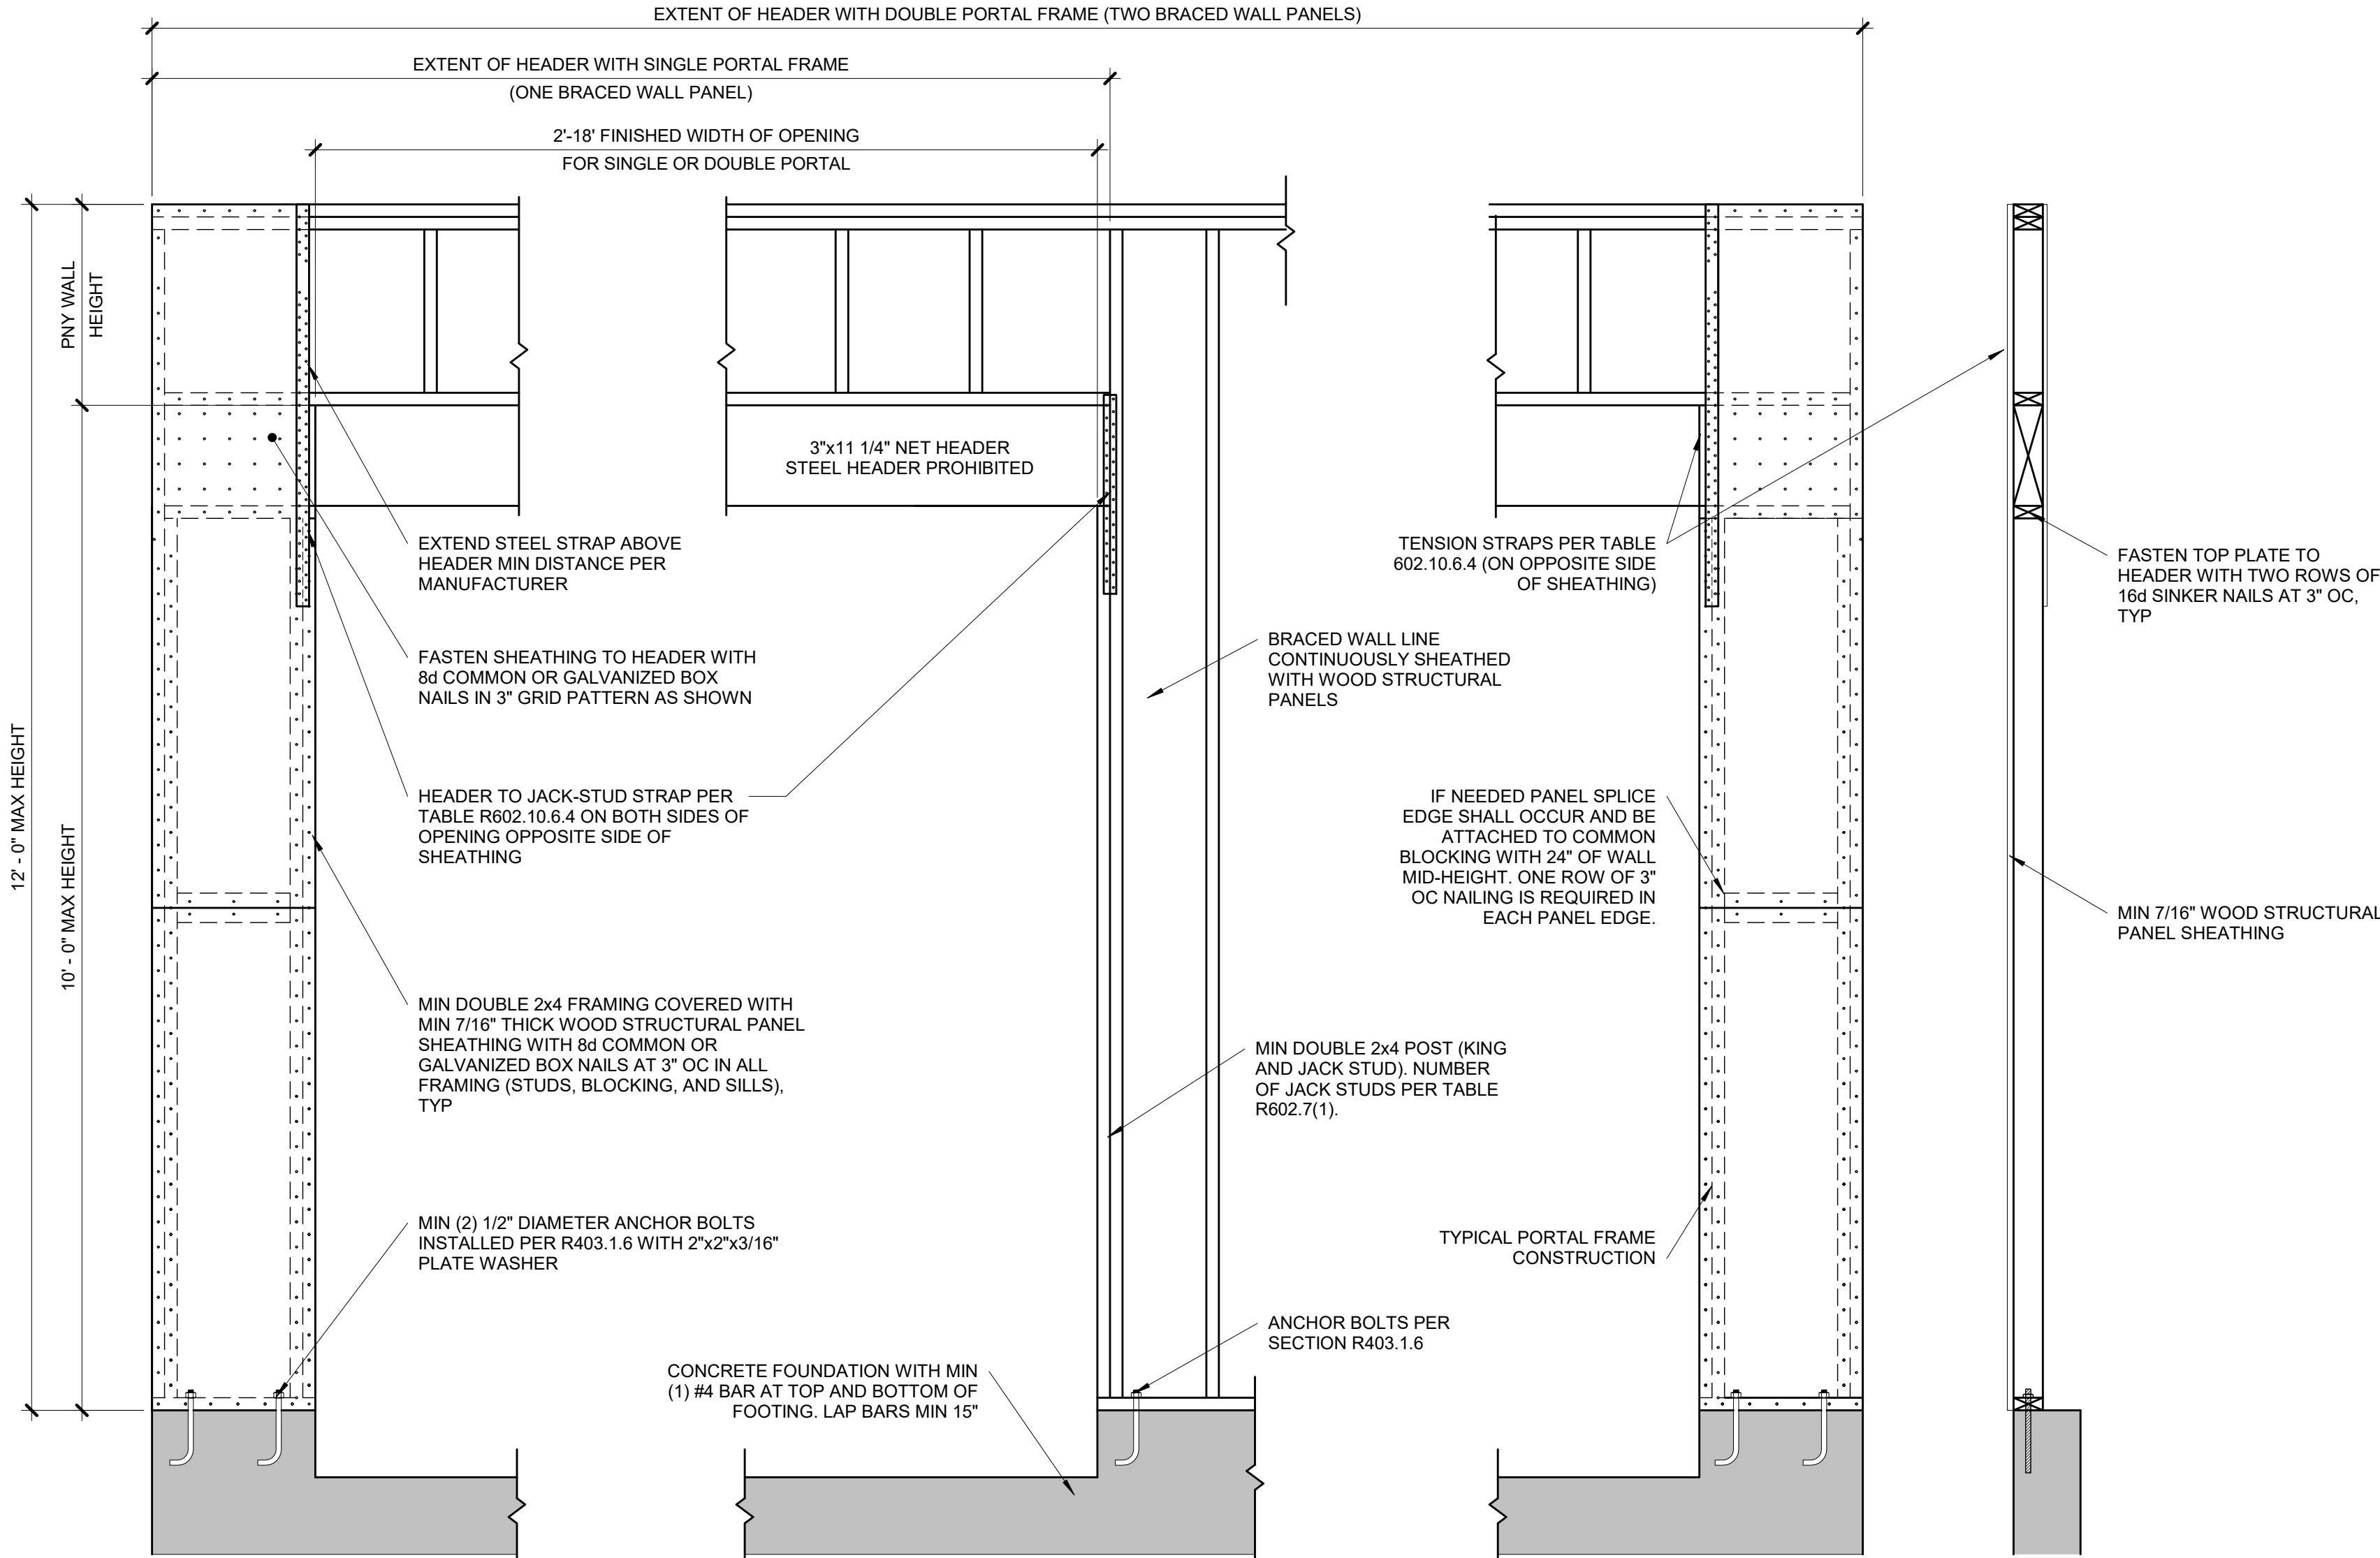 EXTENT OF HEADER WITH DOUBLE PORTAL FRAME (TWO BRACED WALL PANELS)
EXTENT OF HEADER WITH SINGLE PORTAL FRAME
(ONE BRACED WALL PANEL)
2'-18' FINISHED WIDTH OF OPENING
FOR SINGLE OR DOUBLE PORTAL
PNY WALL
HEIGHT
12' - 0" MAX HEIGHT
10' - 0" MAX HEIGHT
3"x11 1/4" NET HEADER
STEEL HEADER PROHIBITED
EXTEND STEEL STRAP ABOVE
HEADER MIN DISTANCE PER
MANUFACTURER
FASTEN SHEATHING TO HEADER WITH
8d COMMON OR GALVANIZED BOX
NAILS IN 3" GRID PATTERN AS SHOWN
HEADER TO JACK-STUD STRAP PER
TABLE R602.10.6.4 ON BOTH SIDES OF
OPENING OPPOSITE SIDE OF
SHEATHING
MIN DOUBLE 2x4 FRAMING COVERED WITH
MIN 7/16" THICK WOOD STRUCTURAL PANEL
SHEATHING WITH 8d COMMON OR
GALVANIZED BOX NAILS AT 3" OC IN ALL
FRAMING (STUDS, BLOCKING, AND SILLS),
TYP
MIN (2) 1/2" DIAMETER ANCHOR BOLTS
INSTALLED PER R403.1.6 WITH 2"x2"x3/16"
PLATE WASHER
CONCRETE FOUNDATION WITH MIN
(1) #4 BAR AT TOP AND BOTTOM OF
FOOTING. LAP BARS MIN 15"
BRACED WALL LINE
CONTINUOUSLY SHEATHED
WITH WOOD STRUCTURAL
PANELS
MIN DOUBLE 2x4 POST (KING
AND JACK STUD). NUMBER
OF JACK STUDS PER TABLE
R602.7(1).
ANCHOR BOLTS PER
SECTION R403.1.6
TENSION STRAPS PER TABLE
602.10.6.4 (ON OPPOSITE SIDE
OF SHEATHING)
IF NEEDED PANEL SPLICE
EDGE SHALL OCCUR AND BE
ATTACHED TO COMMON
BLOCKING WITH 24" OF WALL
MID-HEIGHT. ONE ROW OF 3"
OC NAILING IS REQUIRED IN
EACH PANEL EDGE.
TYPICAL PORTAL FRAME
CONSTRUCTION
FASTEN TOP PLATE TO
HEADER WITH TWO ROWS OF
16d SINKER NAILS AT 3" OC,
TYP
MIN 7/16" WOOD STRUCTURAL
PANEL SHEATHING